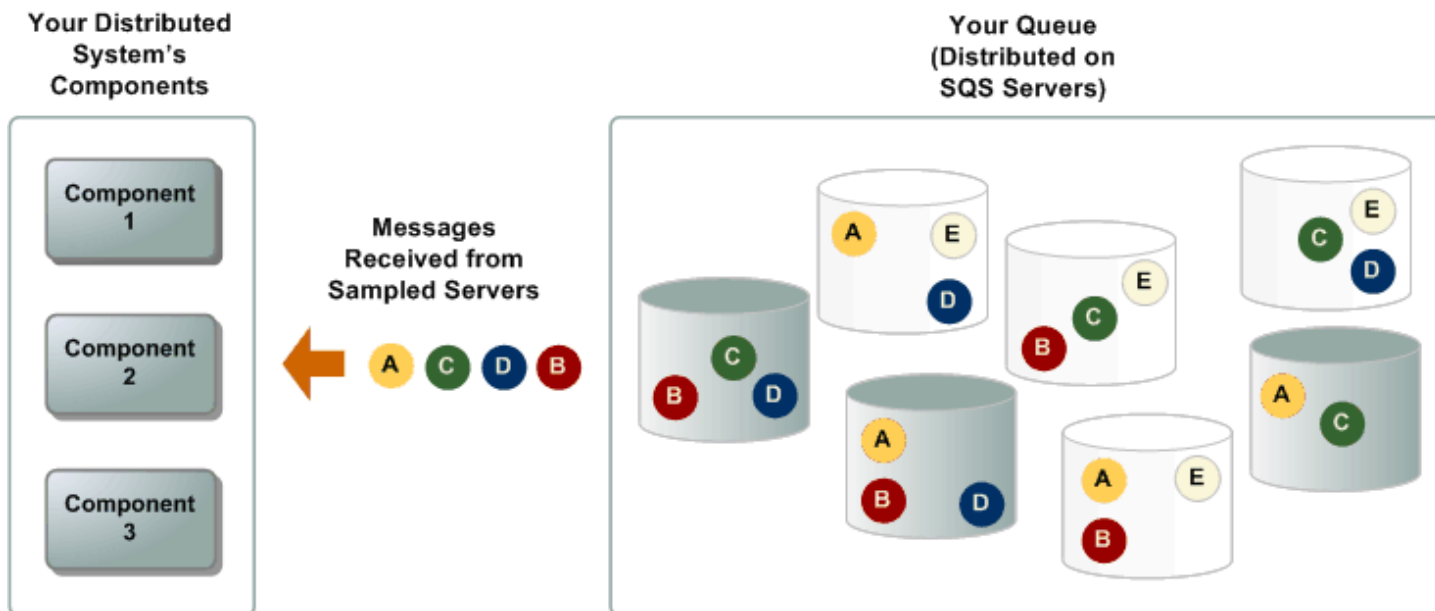 Your Distributed
System's
Components
Your Queue
(Distributed on
SQS Servers)
Component
1
Component
2
Component
3
Messages
Received from
Sampled Servers
A C D B
B C D
A E D
B C E
E C D
A B D
A E B
A C